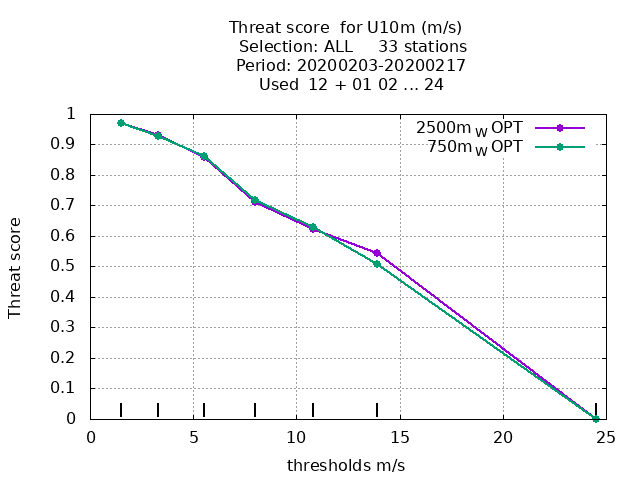 Threat score  for U10m (m/s)
Selection: ALL     33 stations
Period: 20200203-20200217
Used  12 + 01 02 ... 24
2500m W OPT
750m W OPT
1
0.9
0.8
0.7
0.6
0.5
0.4
0.3
0.2
0.1
0
Threat score
0 5 10 15 20 25
thresholds m/s